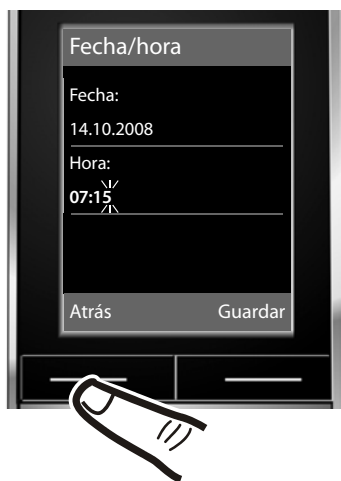 Fecha/hora
Fecha:
14.10.2008
Hora:
07:15
Atrás Guardar